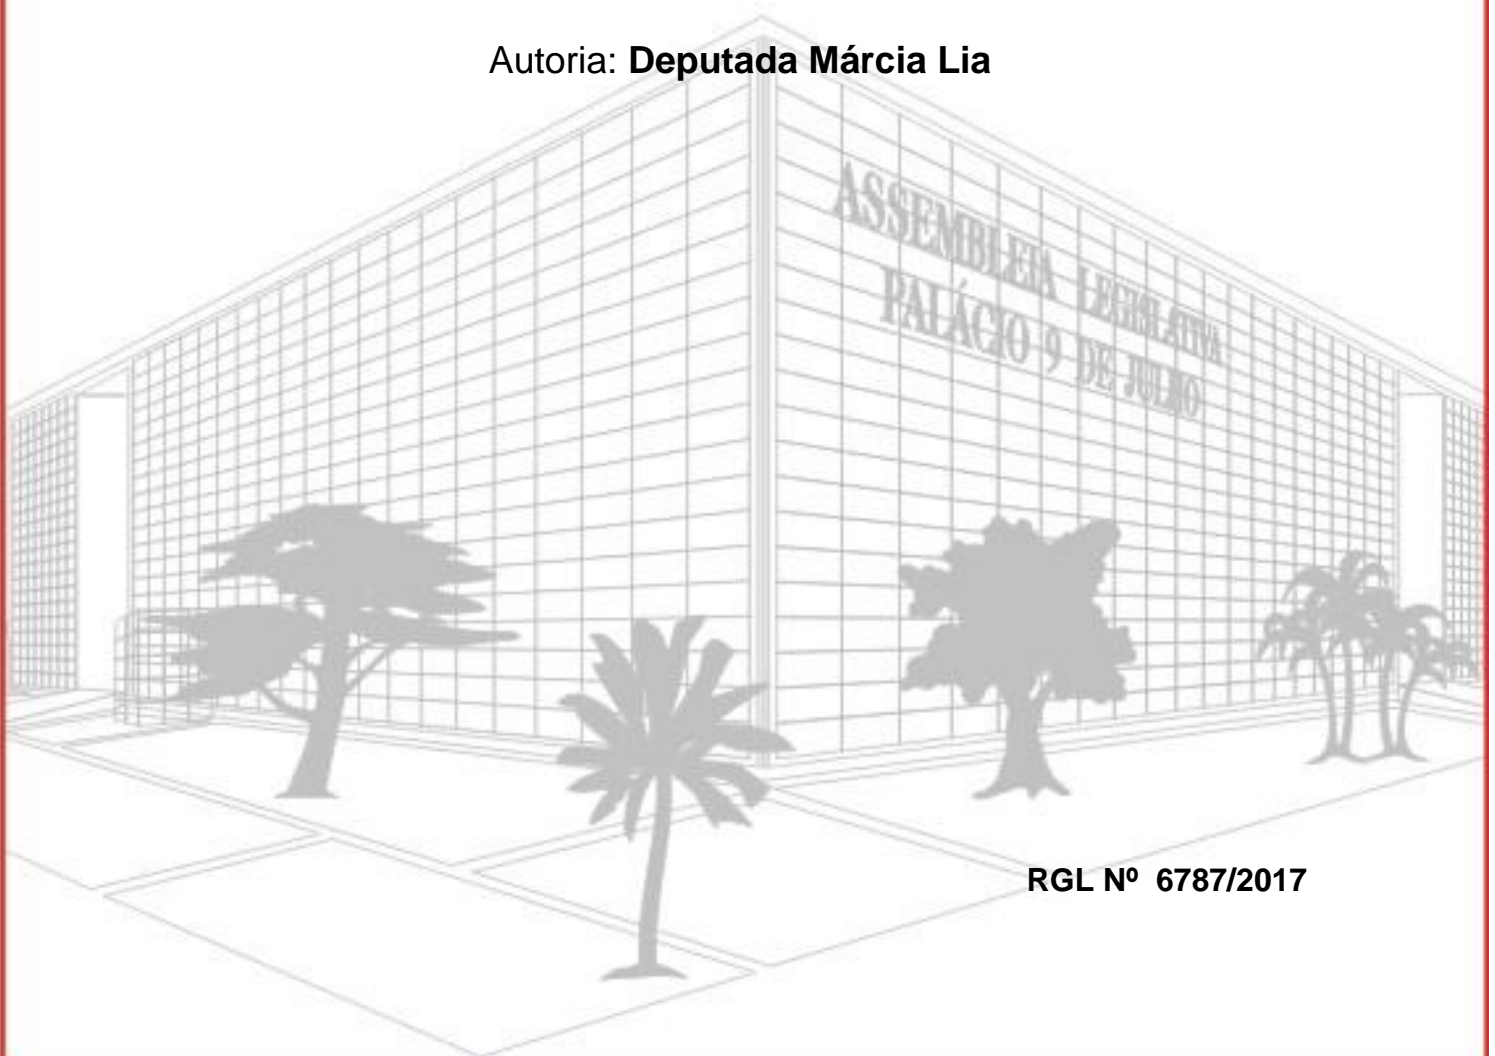 Autoria: Deputada Márcia Lia
ASSEMBLEIA LEGISLATIVA
PALÁCIO 9 DE JULHO
RGL Nº 6787/2017